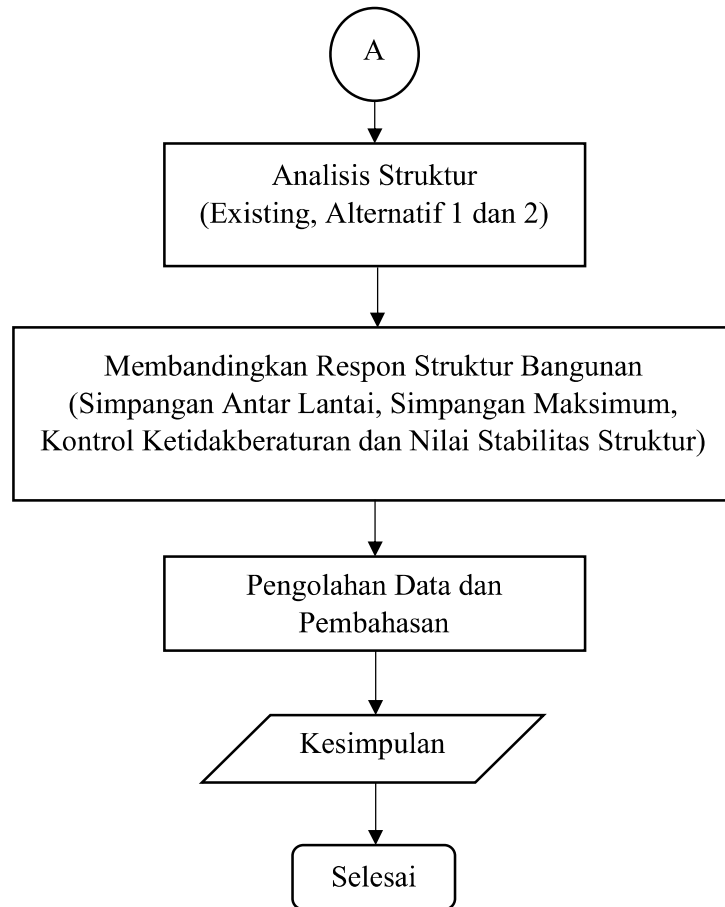 A
Analisis Struktur
(Existing, Alternatif 1 dan 2)
Membandingkan Respon Struktur Bangunan
(Simpangan Antar Lantai, Simpangan Maksimum,
Kontrol Ketidakberaturan dan Nilai Stabilitas Struktur)
Pengolahan Data dan
Pembahasan
Kesimpulan
Selesai